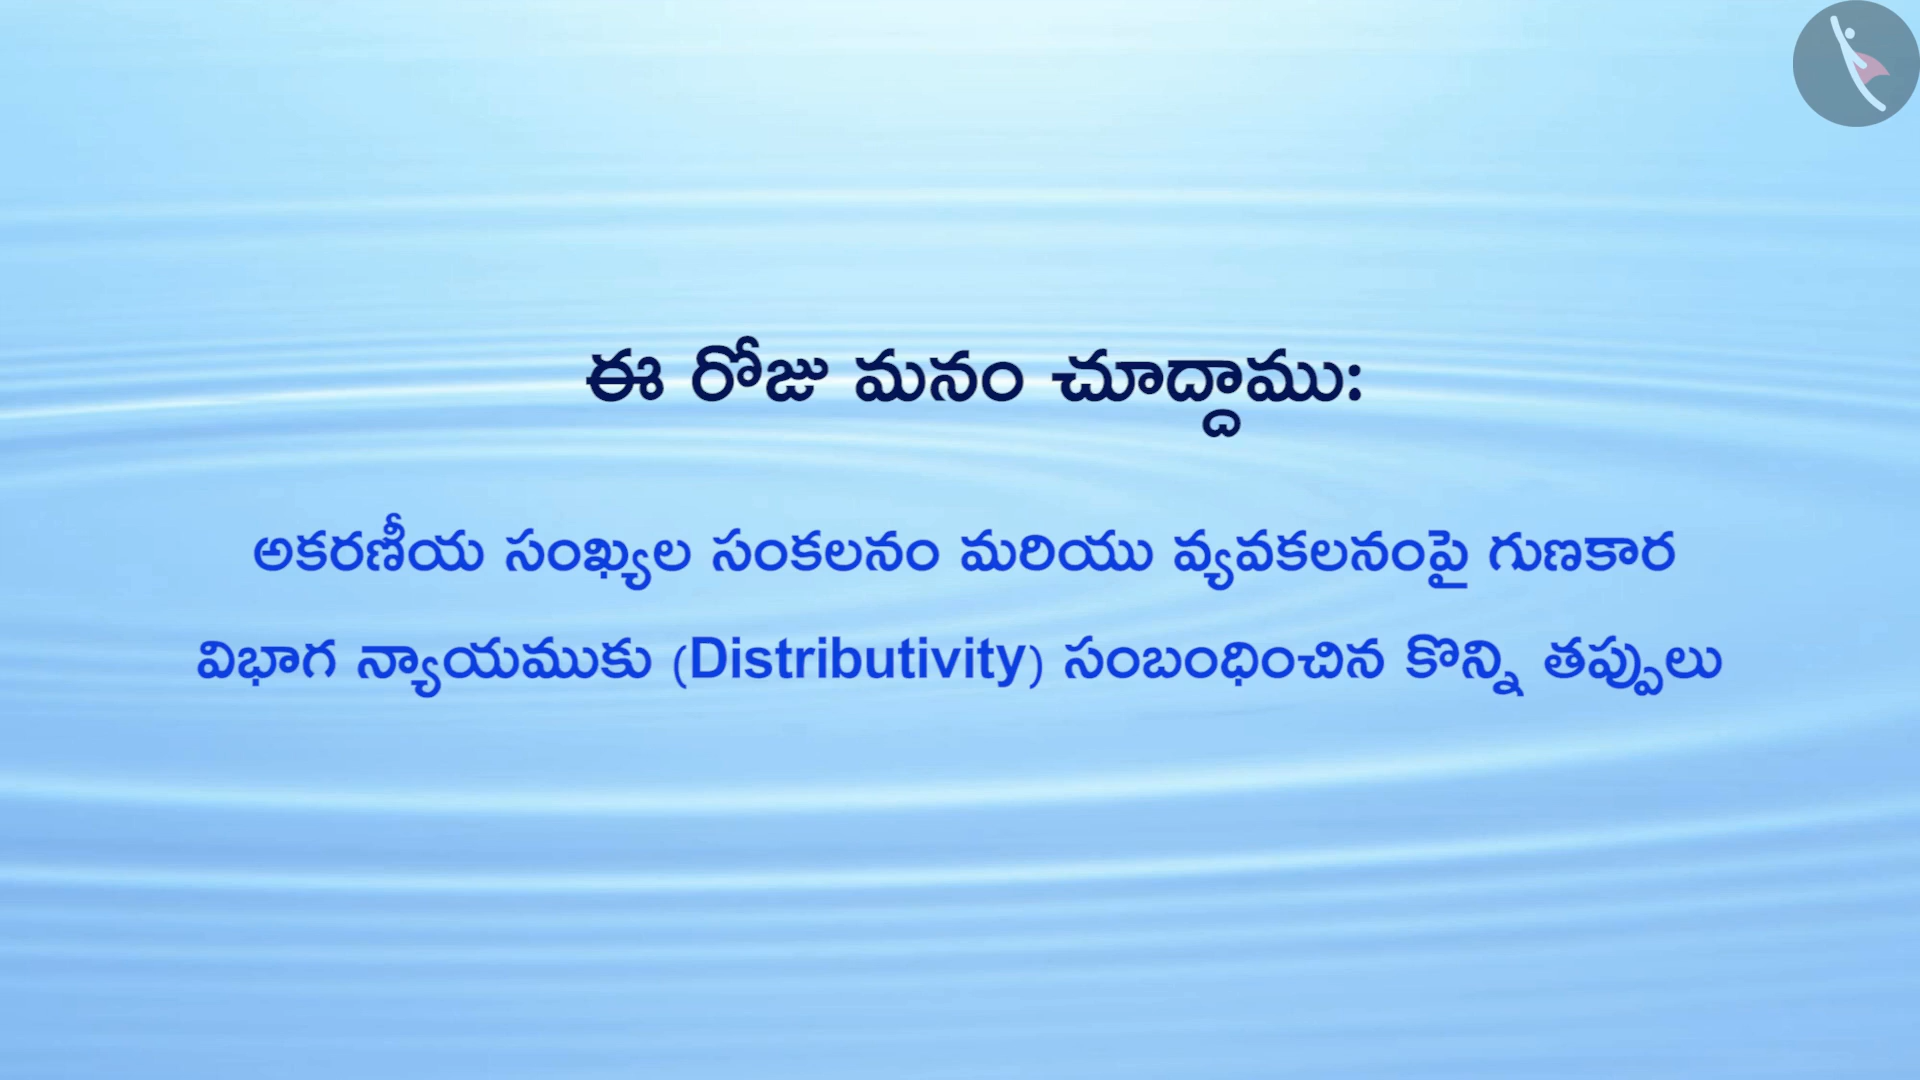 ఈ రోజు మనం చూద్దాము:
అకరణీయ సంఖ్యల సంకలనం మరియు వ్యవకలనంపై గుణకార
విభాగ న్యాయముకు (Distributivity) సంబంధించిన కొన్ని తప్పులు